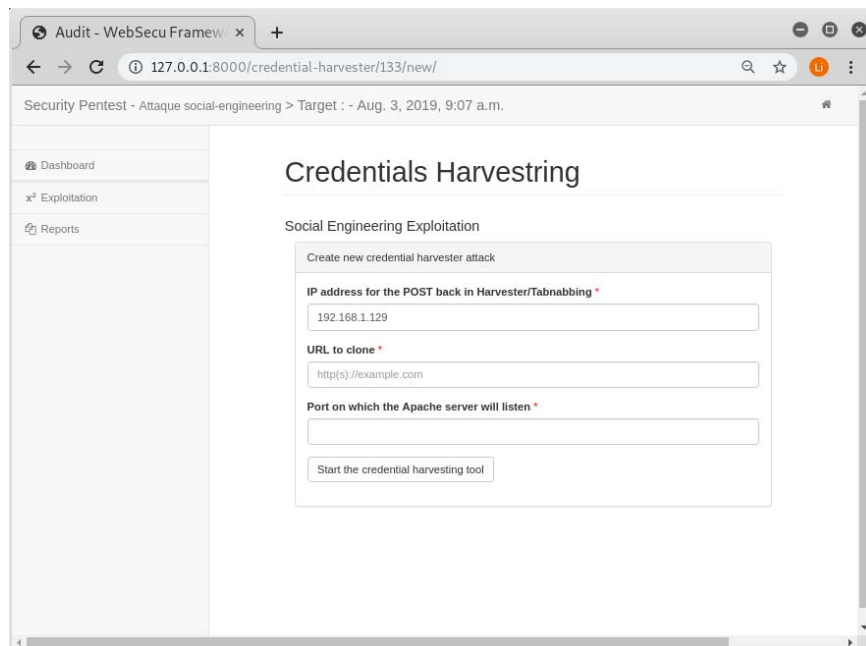 Audit - WebSecu Framew
127.0.0.1:8000/credential-harvester/133/new/
Li
Security Pentest - Attaque social-engineering > Target : - Aug. 3, 2019, 9:07 a.m.
Dashboard
Exploitation
Reports
Credentials Harvestring
Social Engineering Exploitation
Create new credential harvester attack
IP address for the POST back in Harvester/Tabnabbing *
192.168.1.129
URL to clone *
http(s)://example.com
Port on which the Apache server will listen *
Start the credential harvesting tool